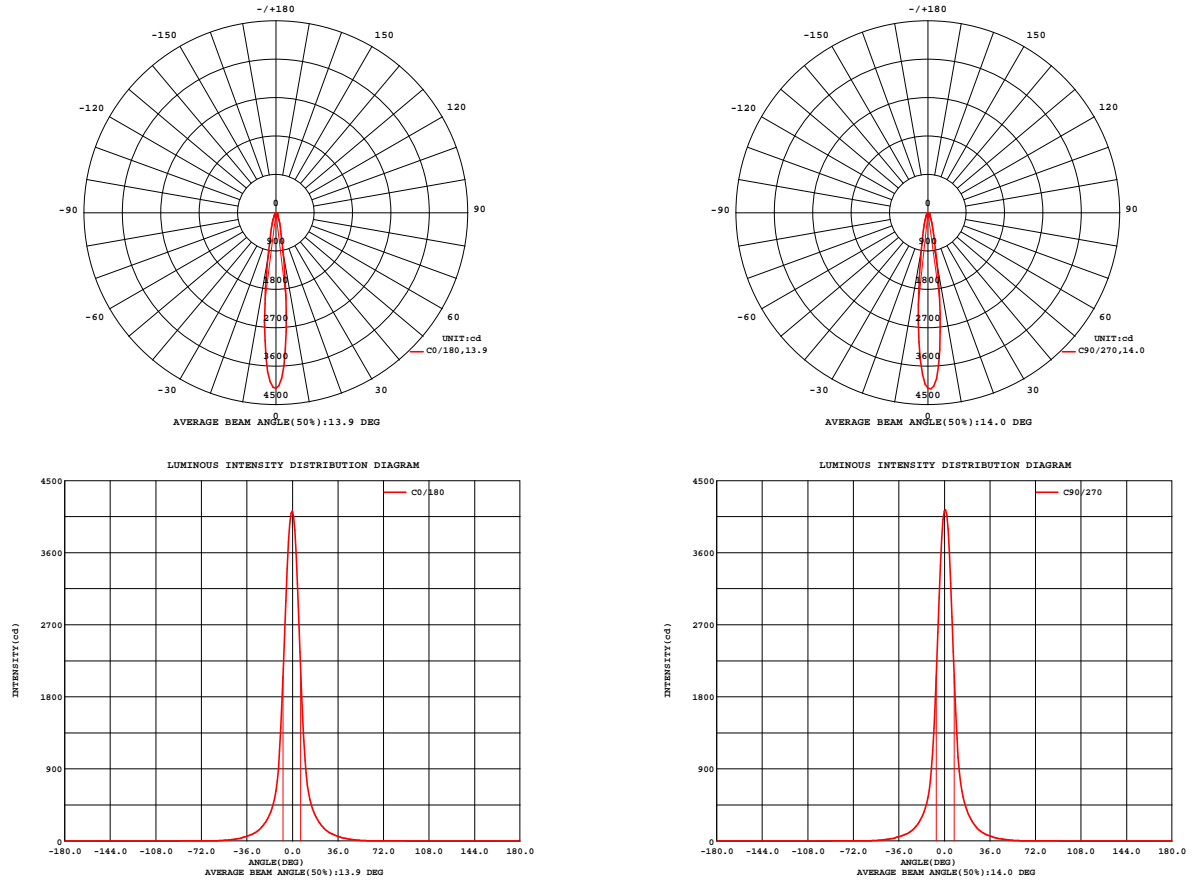 -/+180
-150
150
-120
120
-90
90
-60
60
-30
30
0
0
900
1800
2700
3600
4500
UNIT:cd
C0/180,13.9
AVERAGE BEAM ANGLE(50%):13.9 DEG
-/+180
-150
150
-120
120
-90
90
-60
60
-30
30
0
0
900
1800
2700
3600
4500
UNIT:cd
C90/270,14.0
AVERAGE BEAM ANGLE(50%):14.0 DEG
LUMINOUS INTENSITY DISTRIBUTION DIAGRAM
C0/180
INTENSITY(cd)
4500
3600
2700
1800
900
0
-180.0 -144.0 -108.0 -72.0 -36.0 0.0 36.0 72.0 108.0 144.0 180.0
ANGLE(DEG)
AVERAGE BEAM ANGLE(50%):13.9 DEG
LUMINOUS INTENSITY DISTRIBUTION DIAGRAM
C90/270
INTENSITY(cd)
4500
3600
2700
1800
900
0
-180.0 -144.0 -108.0 -72.0 -36.0 0.0 36.0 72.0 108.0 144.0 180.0
ANGLE(DEG)
AVERAGE BEAM ANGLE(50%):14.0 DEG